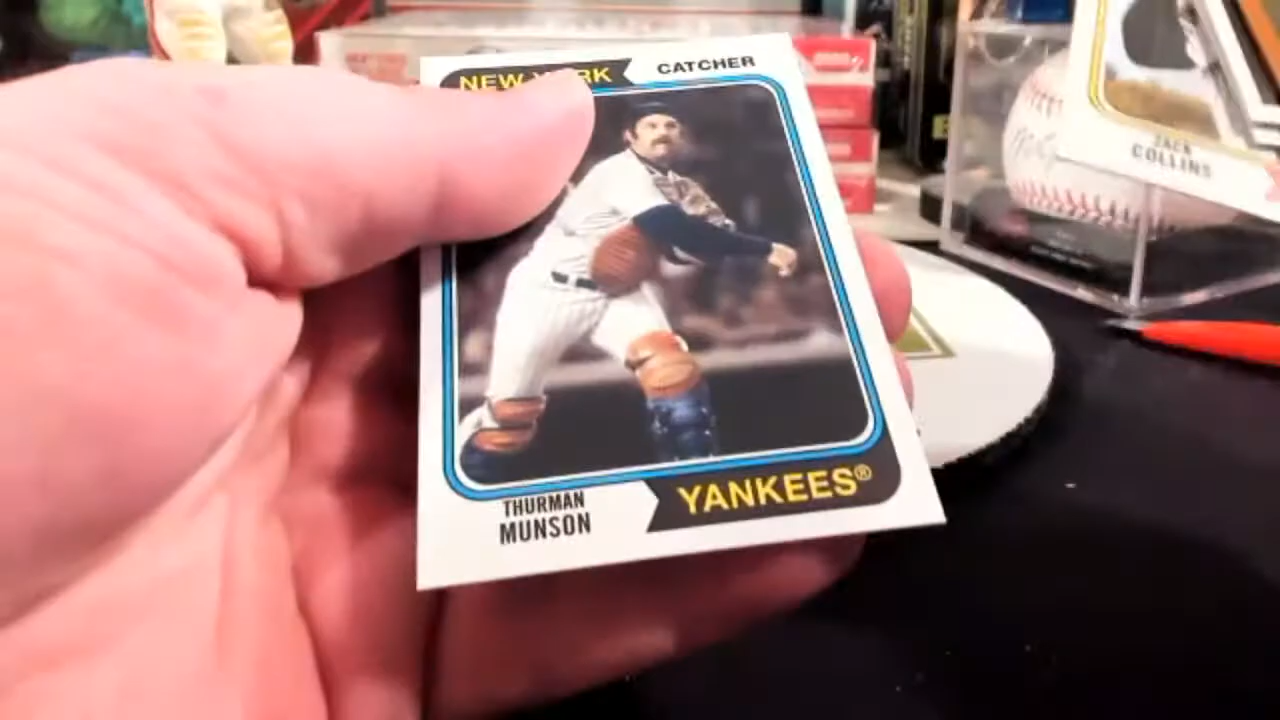 NEW YORK
CATCHER
THURMAN
MUNSON
YANKEES®
JACK
COLLINS